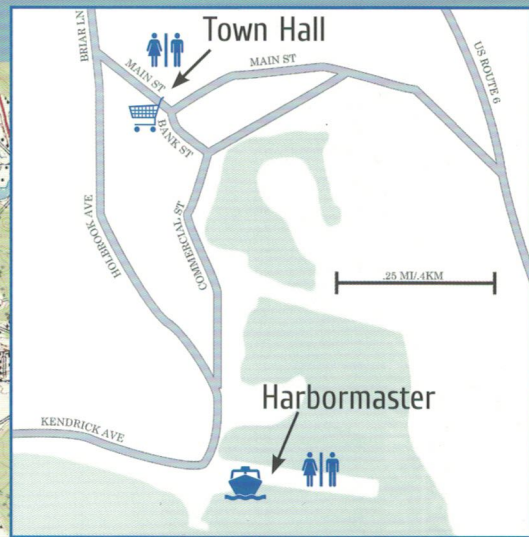 Town Hall
BRIAR LN
MAIN ST
MAIN ST
US ROUTE 6
BANK ST
HOLBROOK AVE
COMMERCIAL ST
.25 MI/.4KM
Harbormaster
KENDRICK AVE